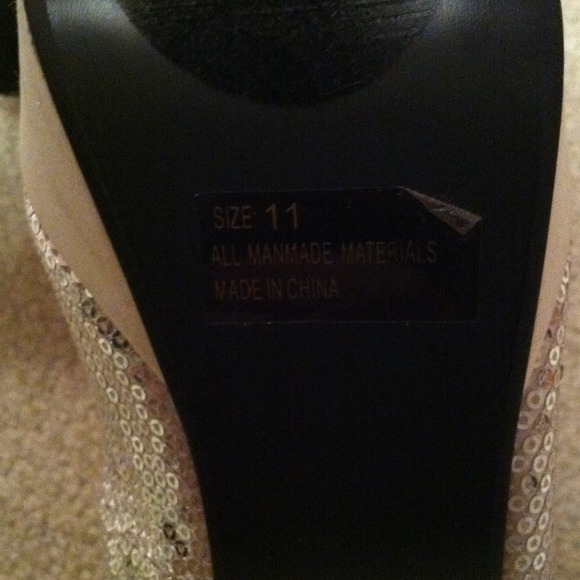 SIZE 11
ALL MANMADE MATERIALS
MADE IN CHINA